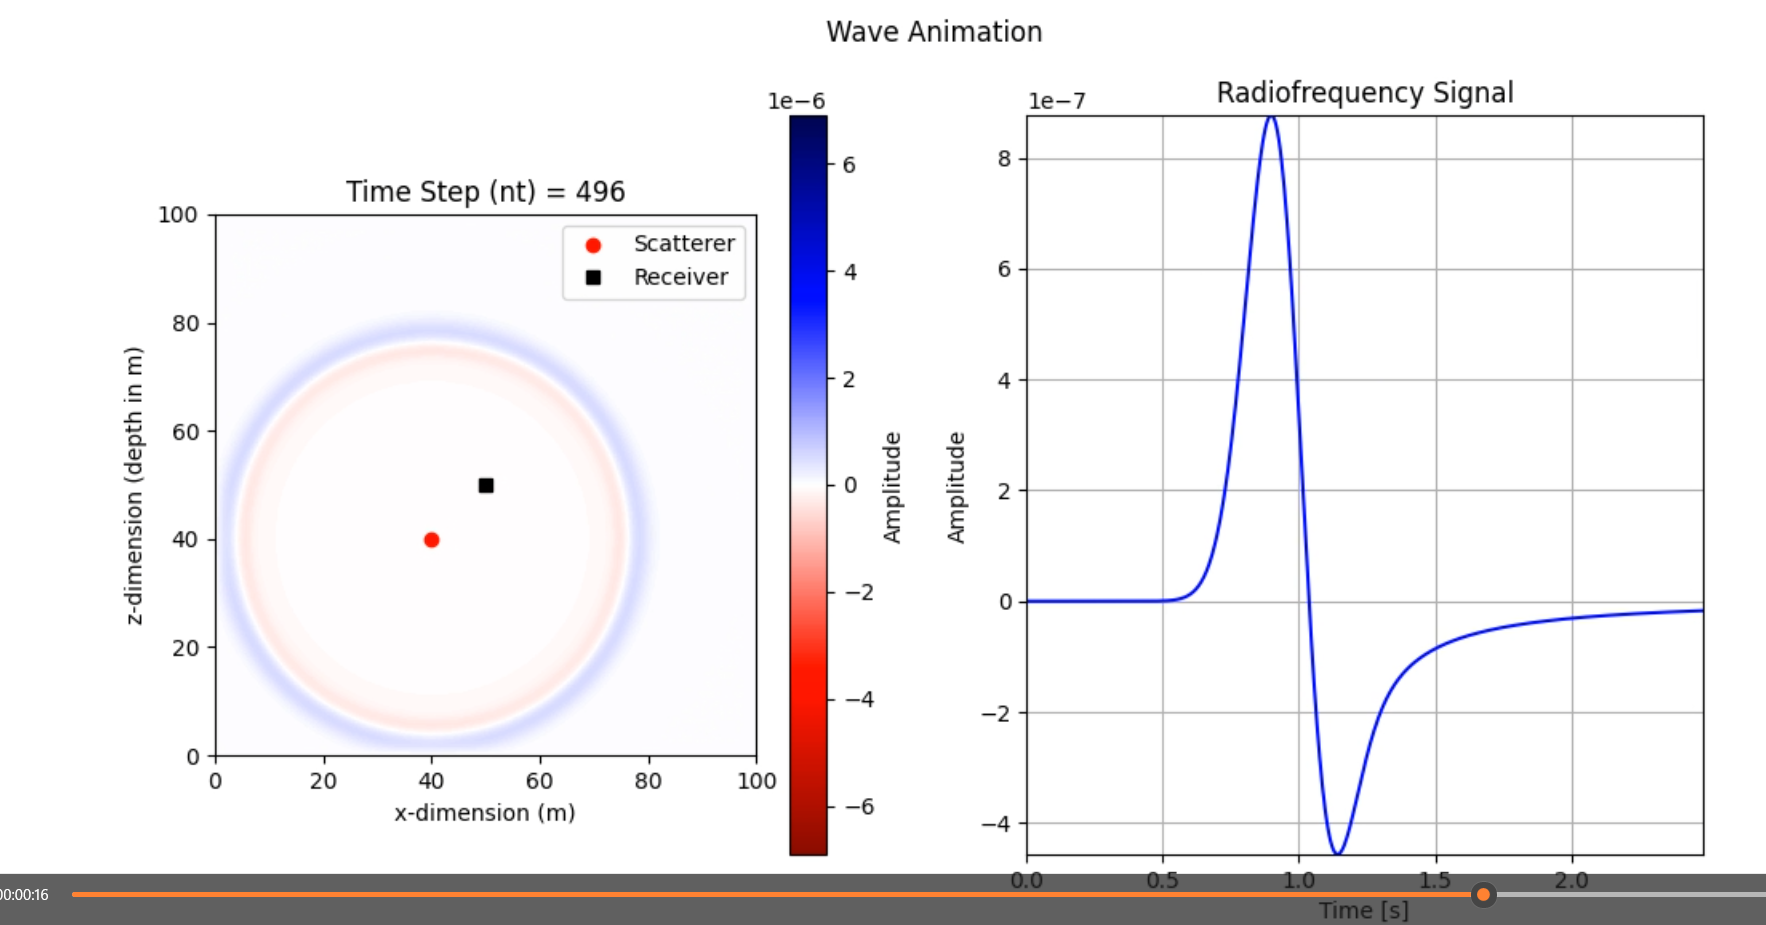 Wave Animation
Time Step (nt) = 496
100
80
60
40
20
0
z-dimension (depth in m)
0 20 40 60 80 100
x-dimension (m)
Scatterer
Receiver
1e−6
6
4
2
0
−2
−4
−6
Amplitude
Radiofrequency Signal
1e−7
8
6
4
2
0
−2
−4
Amplitude
0.0 0.5 1.0 1.5 2.0
Time [s]
00:00:16